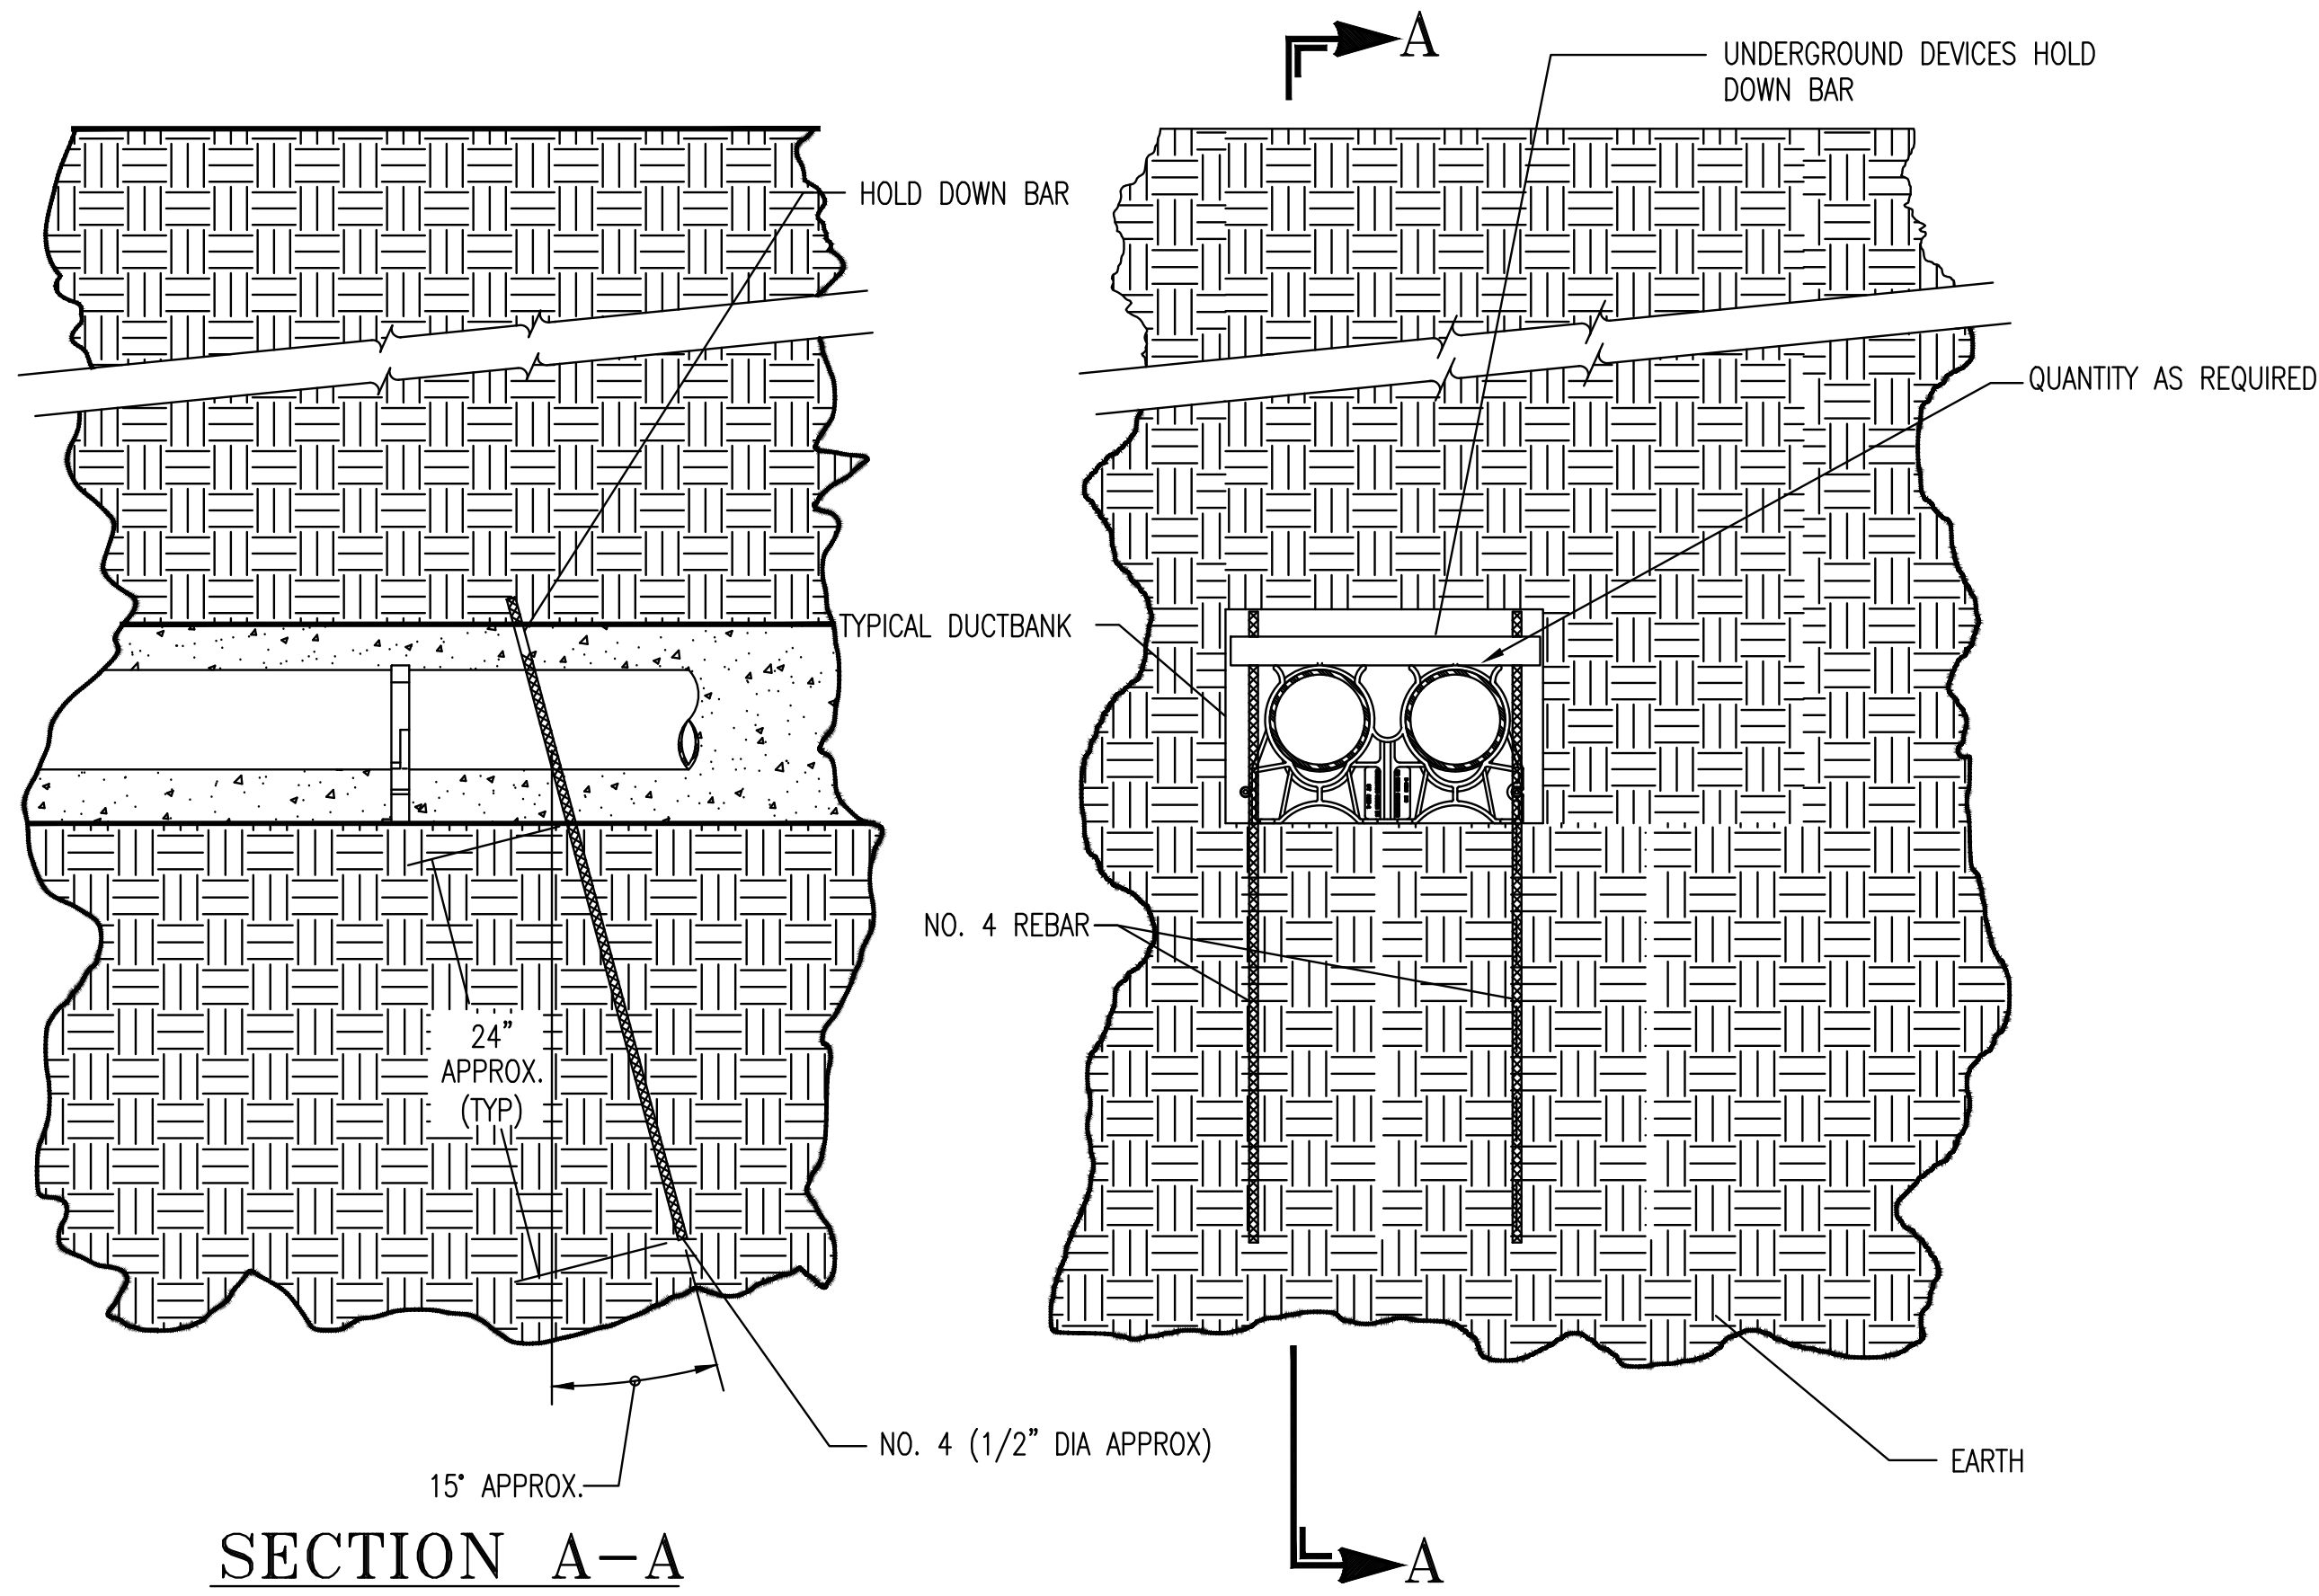 A
UNDERGROUND DEVICES HOLD
DOWN BAR
HOLD DOWN BAR
QUANTITY AS REQUIRED
TYPICAL DUCTBANK
NO. 4 REBAR
24"
APPROX.
(TYP)
NO. 4 (1/2" DIA APPROX)
15° APPROX.
EARTH
SECTION A-A
A